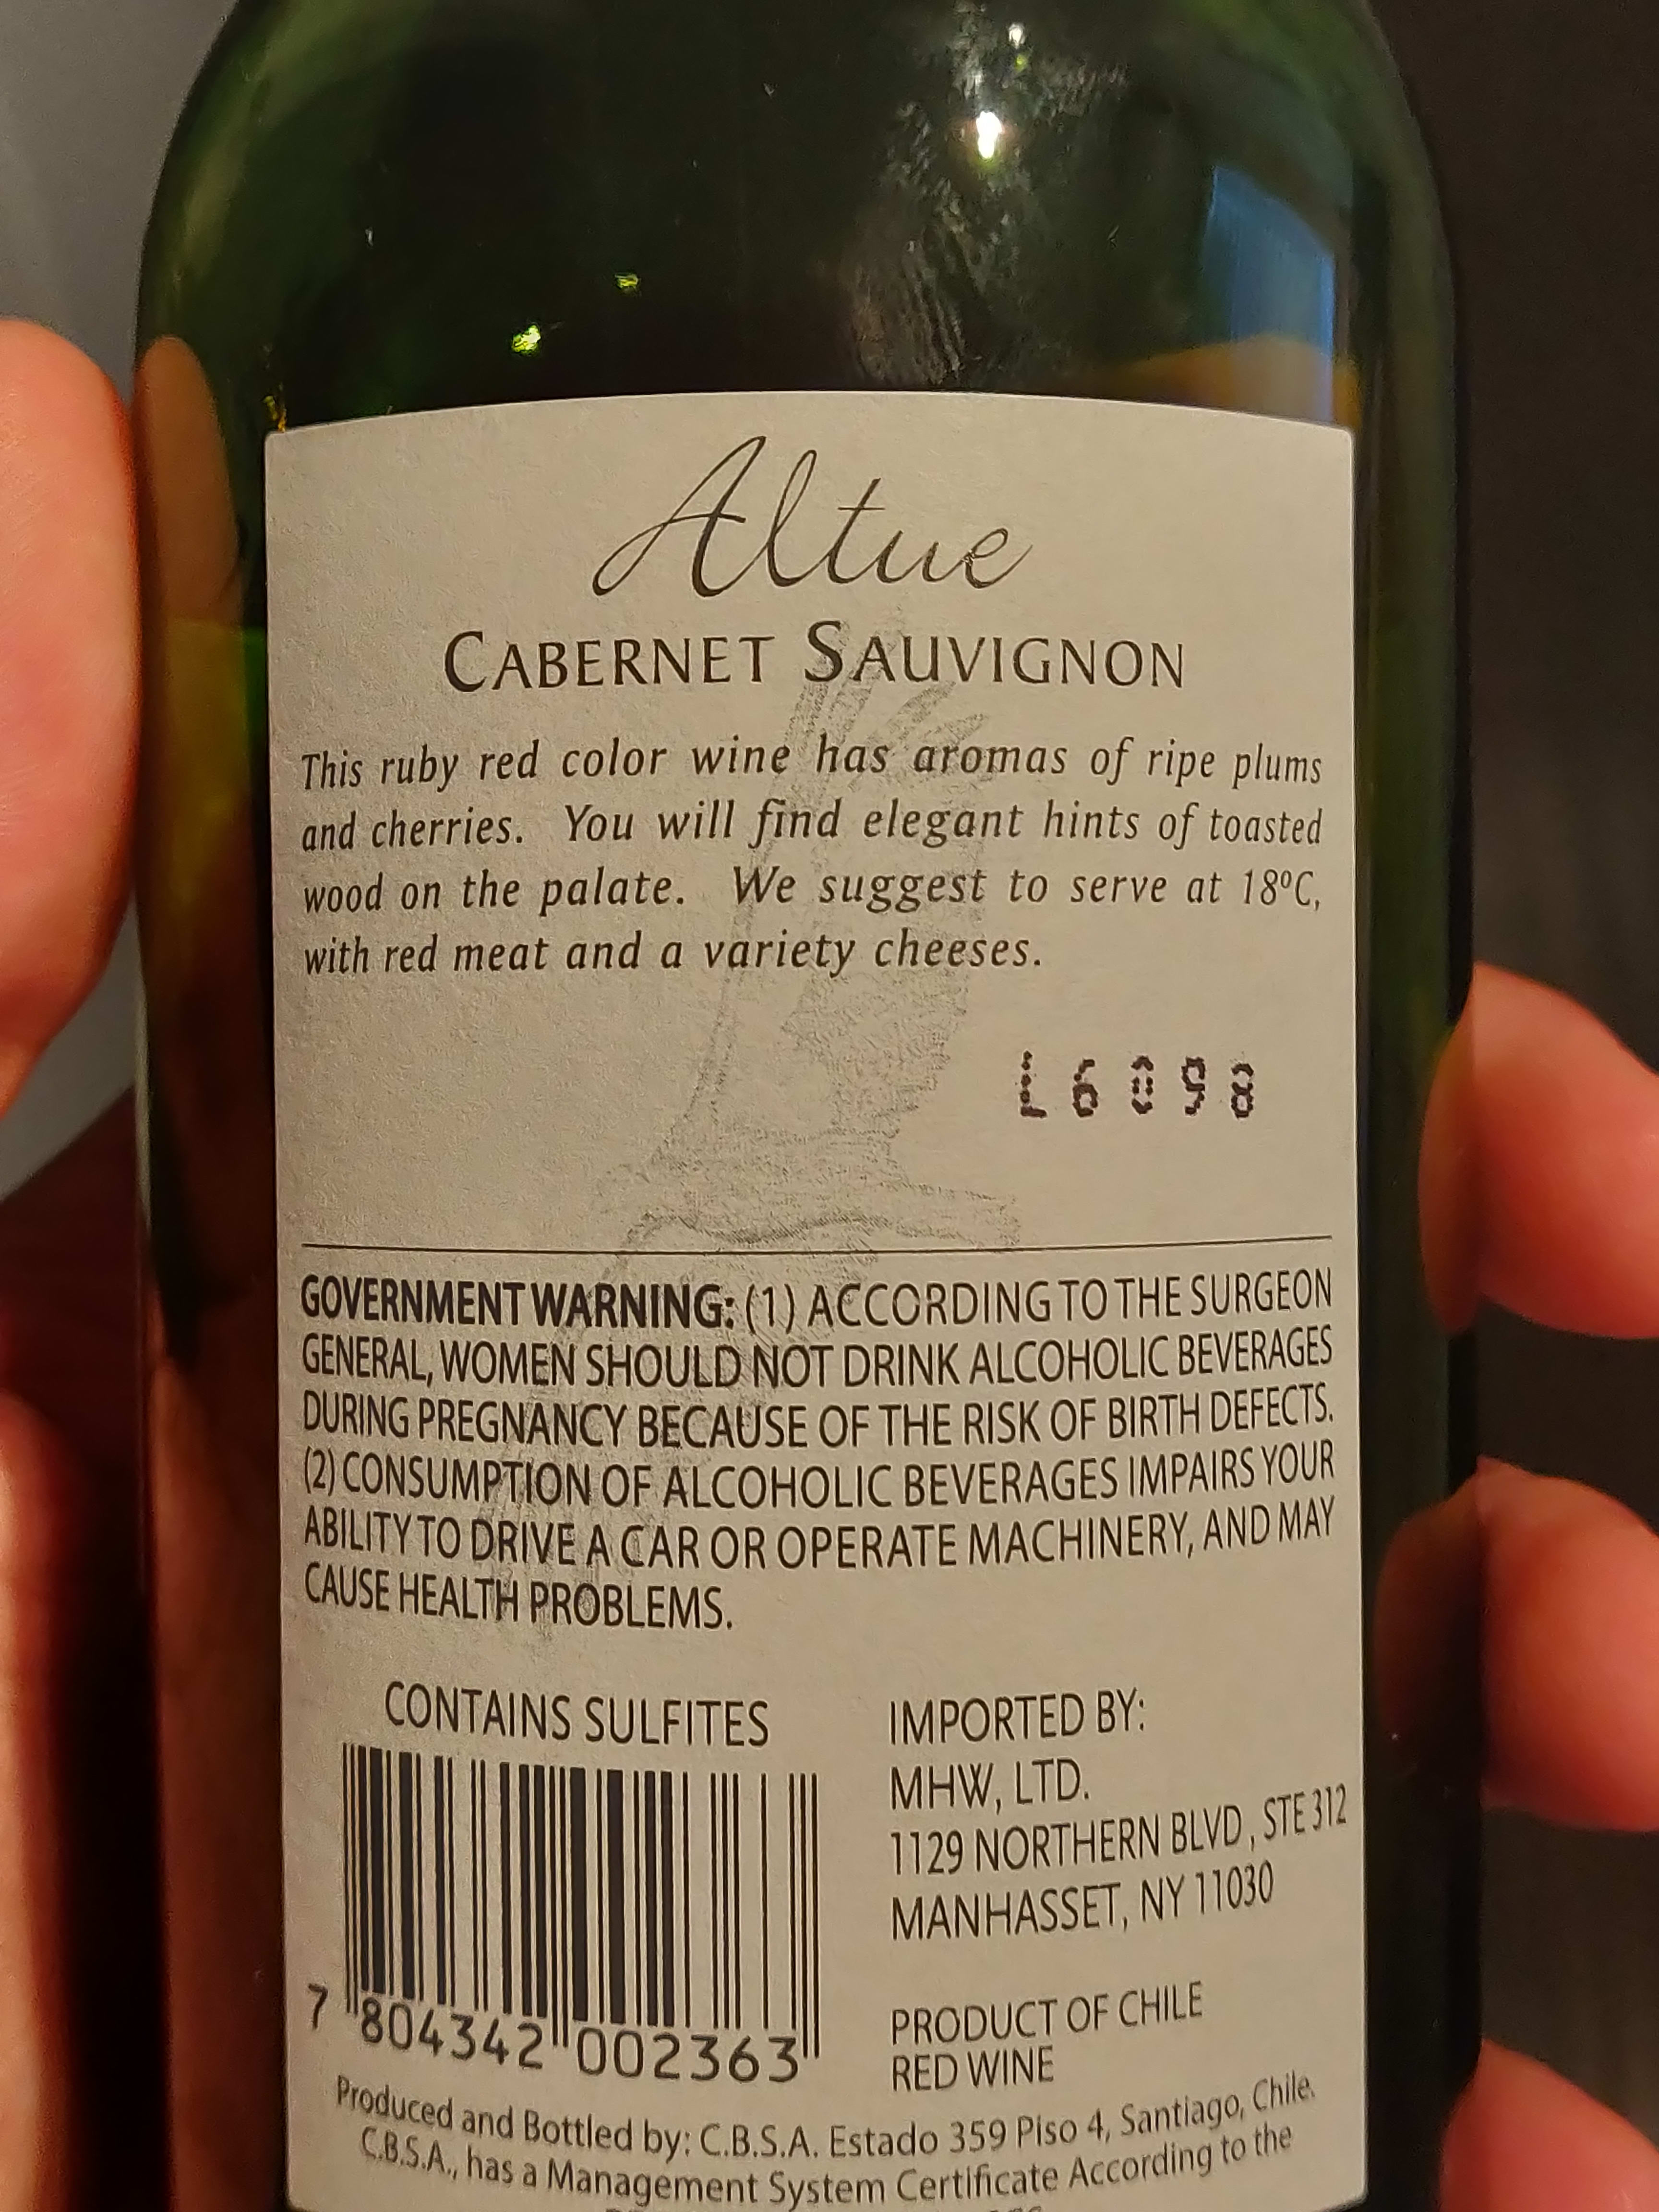 Altue
CABERNET SAUVIGNON
This ruby red color wine has aromas of ripe plums
and cherries. You will find elegant hints of toasted
wood on the palate. We suggest to serve at 18ºC,
with red meat and a variety cheeses.
L6098
GOVERNMENT WARNING: (1) ACCORDING TO THE SURGEON
GENERAL, WOMEN SHOULD NOT DRINK ALCOHOLIC BEVERAGES
DURING PREGNANCY BECAUSE OF THE RISK OF BIRTH DEFECTS.
(2) CONSUMPTION OF ALCOHOLIC BEVERAGES IMPAIRS YOUR
ABILITY TO DRIVE A CAR OR OPERATE MACHINERY, AND MAY
CAUSE HEALTH PROBLEMS.
CONTAINS SULFITES
7 804342 002363
IMPORTED BY:
MHW, LTD.
1129 NORTHERN BLVD, STE 312
MANHASSET, NY 11030
PRODUCT OF CHILE
RED WINE
Produced and Bottled by: C.B.S.A. Estado 359 Piso 4, Santiago, Chile.
C.B.S.A., has a Management System Certificate According to the